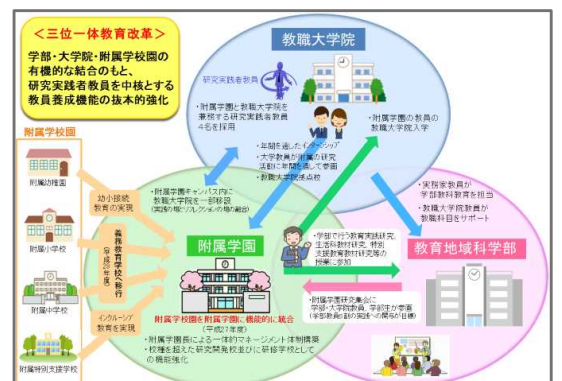 ＜三位一体教育改革＞
学部・大学院・附属学校園の
有機的な結合のもと、
研究実践者教員を中核とする
教員養成機能の抜本的強化
教職大学院
研究実践者教員
・附属学園と教職大学院を
兼務する研究実践者教員
4名を採用
・附属学園の教員の
教職大学院入学
・年間を通したインターンシップ
・大学教員が附属の研究
活動に年間を通して参画
・教職大学院拠点校
附属学校園
附属幼稚園
附属小学校
附属中学校
附属特別支援学校
幼小接続
教育の実現
義務教育学校へ移行
インクルーシブ
教育を実現
・附属学園キャンパス内に
教職大学院を一部移設
附属学園
附属学校園を附属学園に機能的に統合
(平成27年度)
・附属学園長による一体的マネージメント体制構築
・校種を超えた研究開発校並びに研修学校として
の機能強化
・学部で行う教育実践研究、
生活科教材研究、特別
支援教育教材研究等の
授業に参加
・附属学園研究集会に
学部・大学院教員、学部生が参画
・実務家教員が
学部教科教育を担当
・教職大学院教員が
教職科目をサポート
教育地域科学部